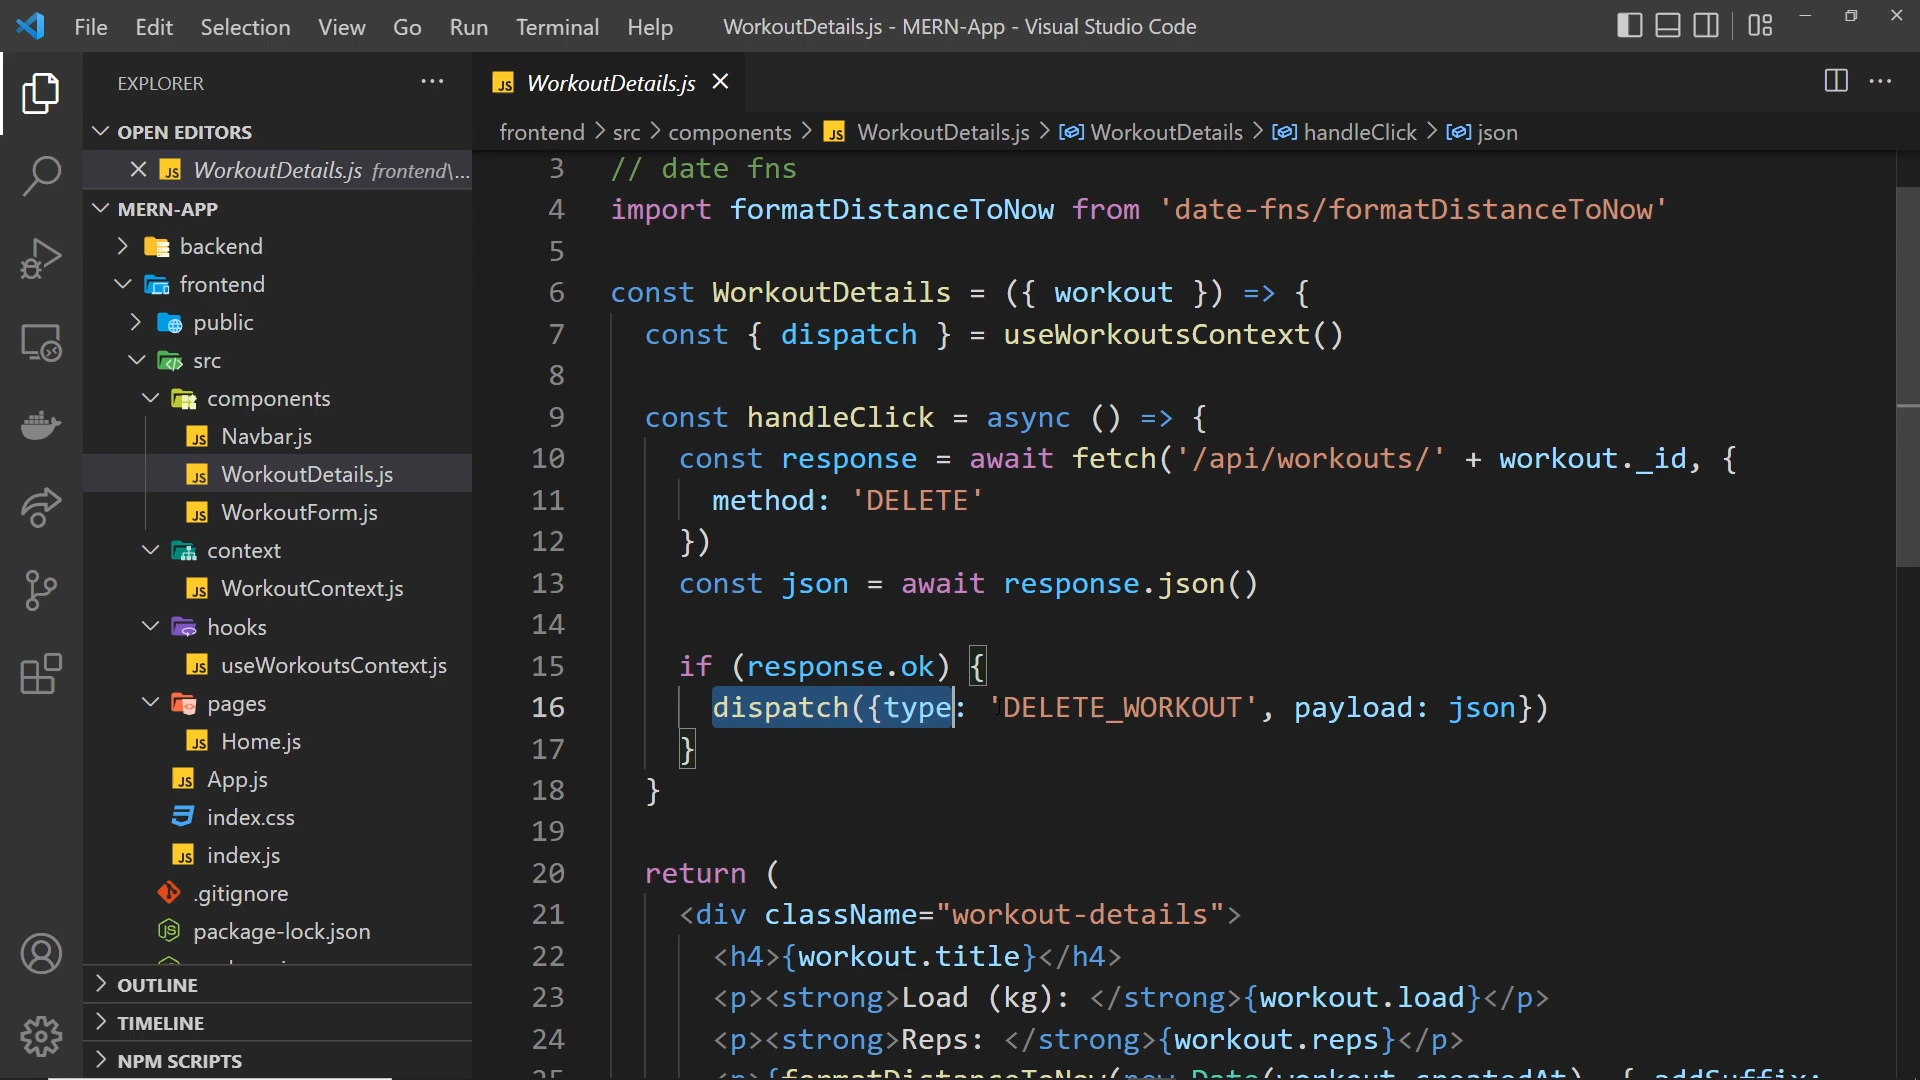 File Edit Selection View Go Run Terminal Help WorkoutDetails.js - MERN-App - Visual Studio Code
EXPLORER
OPEN EDITORS
WorkoutDetails.js frontend\...
MERN-APP
backend
frontend
public
src
components
Navbar.js
WorkoutDetails.js
WorkoutForm.js
context
WorkoutContext.js
hooks
useWorkoutsContext.js
pages
Home.js
App.js
index.css
index.js
.gitignore
package-lock.json
OUTLINE
TIMELINE
NPM SCRIPTS
WorkoutDetails.js
frontend > src > components > WorkoutDetails.js > WorkoutDetails > handleClick > json
3 // date fns
4 import formatDistanceToNow from 'date-fns/formatDistanceToNow'
5
6 const WorkoutDetails = ({ workout }) => {
7 const { dispatch } = useWorkoutsContext()
8
9 const handleClick = async () => {
10 const response = await fetch('/api/workouts/' + workout._id, {
11 method: 'DELETE'
12 })
13 const json = await response.json()
14
15 if (response.ok) {
16 dispatch({type: 'DELETE_WORKOUT', payload: json})
17 }
18 }
19
20 return (
21 <div className="workout-details">
22 <h4>{workout.title}</h4>
23 <p><strong>Load (kg): </strong>{workout.load}</p>
24 <p><strong>Reps: </strong>{workout.reps}</p>
25 <p>{formatDistanceToNow(new Date(workout.createdAt), { addSuffix: